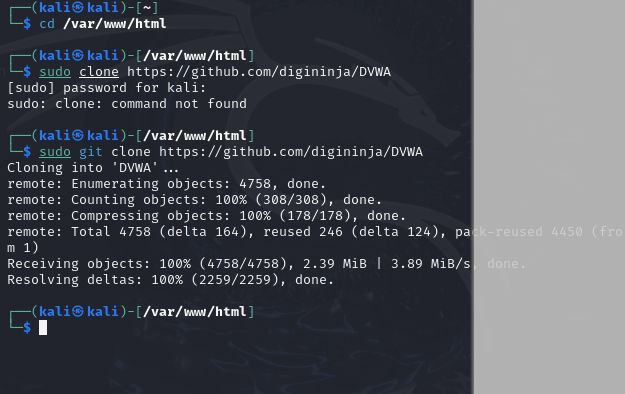 ┌──(kali㉿kali)-[~]
└─$ cd /var/www/html
┌──(kali㉿kali)-[/var/www/html]
└─$ sudo clone https://github.com/digininja/DVWA
[sudo] password for kali:
sudo: clone: command not found
┌──(kali㉿kali)-[/var/www/html]
└─$ sudo git clone https://github.com/digininja/DVWA
Cloning into 'DVWA'...
remote: Enumerating objects: 4758, done.
remote: Counting objects: 100% (308/308), done.
remote: Compressing objects: 100% (178/178), done.
remote: Total 4758 (delta 164), reused 246 (delta 124), pack-reused 4450 (fro
m 1)
Receiving objects: 100% (4758/4758), 2.39 MiB | 3.89 MiB/s, done.
Resolving deltas: 100% (2259/2259), done.
┌──(kali㉿kali)-[/var/www/html]
└─$